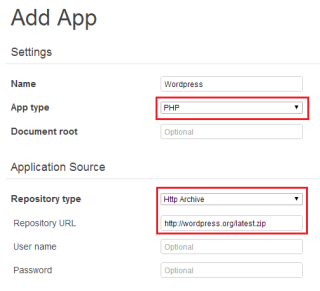 Add App
Settings
Name Wordpress
App type PHP
Document root Optional
Application Source
Repository type Http Archive
Repository URL http://wordpress.org/latest.zip
User name Optional
Password Optional